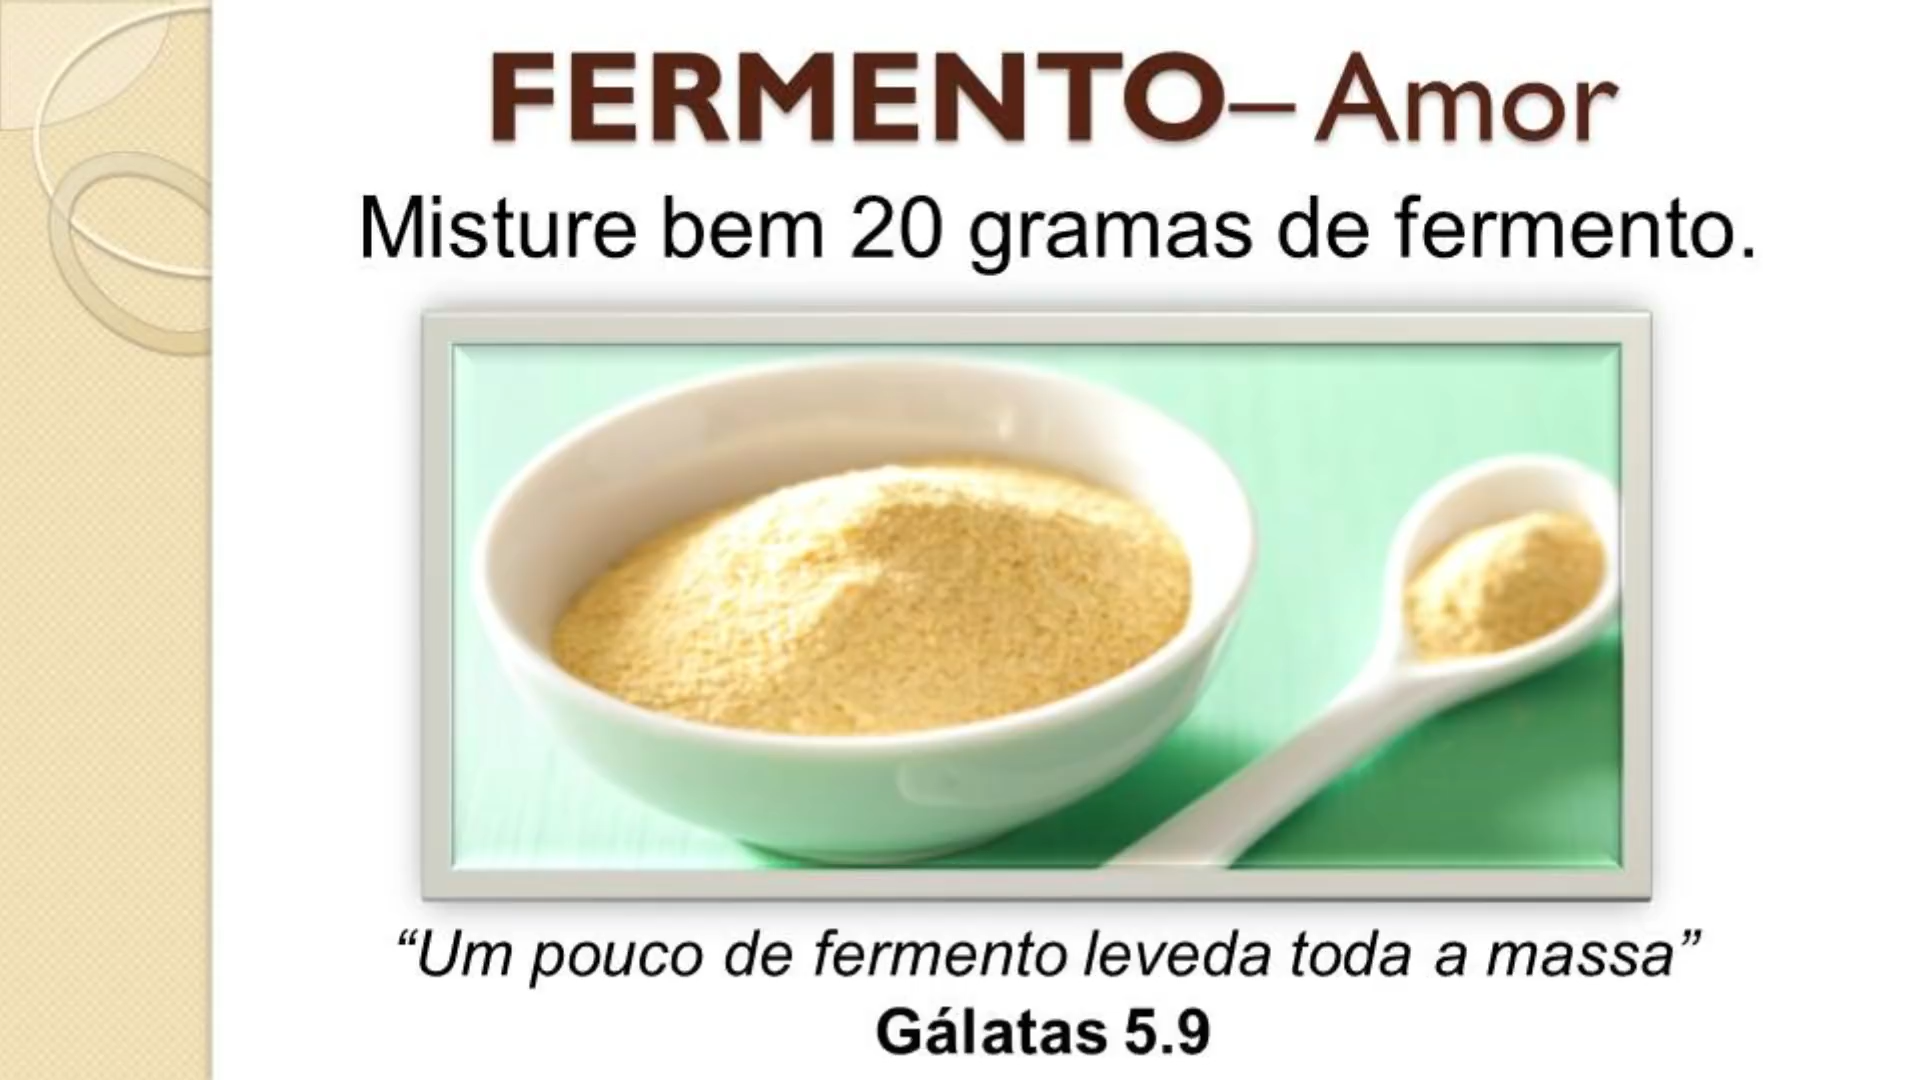 FERMENTO– Amor
Misture bem 20 gramas de fermento.
“Um pouco de fermento leveda toda a massa”
Gálatas 5.9